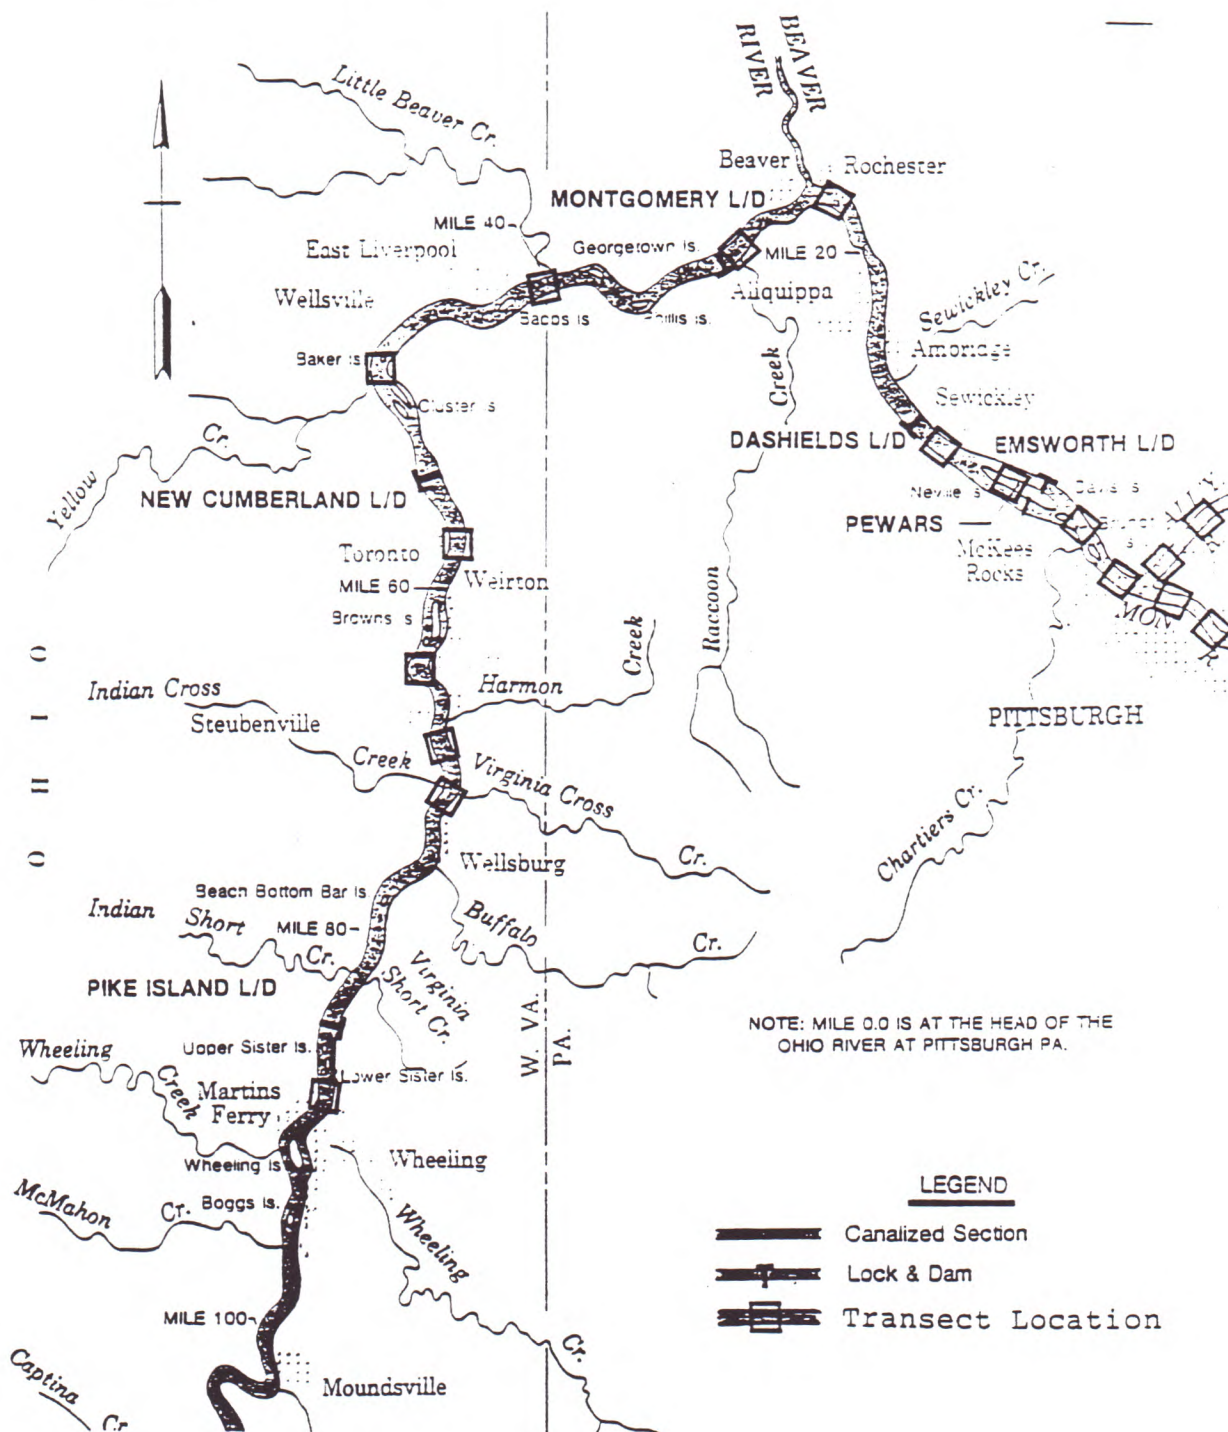 BEAVER
RIVER
Little Beaver Cr.
Beaver
Rochester
MONTGOMERY L/D
MILE 40
East Liverpool
Georgetown Is.
MILE 20
Wellsville
Aliquippa
Sewickley Cr.
Baker Is
Cluster Is
Creek
Sewickley
Yellow Cr.
DASHIELDS L/D
EMSWORTH L/D
NEW CUMBERLAND L/D
Neville Is
Davis Is
PEWARS
McKees
Rocks
Toronto
MILE 60
Weirton
Browns Is
MON
R
Raccoon
Creek
Harmon
Indian Cross
Steubenville
PITTSBURGH
Creek
Virginia Cross
Cr.
OHIO
Chartiers Cr.
Wellsburg
Beach Bottom Bar Is
Indian
Short
MILE 80
Buffalo
Cr.
Cr.
Virginia
Short Cr.
PIKE ISLAND L/D
W. VA.
PA.
NOTE: MILE 0.0 IS AT THE HEAD OF THE
OHIO RIVER AT PITTSBURGH PA.
Upper Sister Is.
Lower Sister Is.
Wheeling
Creek
Martins
Ferry
Wheeling Is
Wheeling
McMahon
Cr.
Boggs Is.
Wheeling
Cr.
MILE 100
Moundsville
Captina
Cr
LEGEND
Canalized Section
Lock & Dam
Transect Location